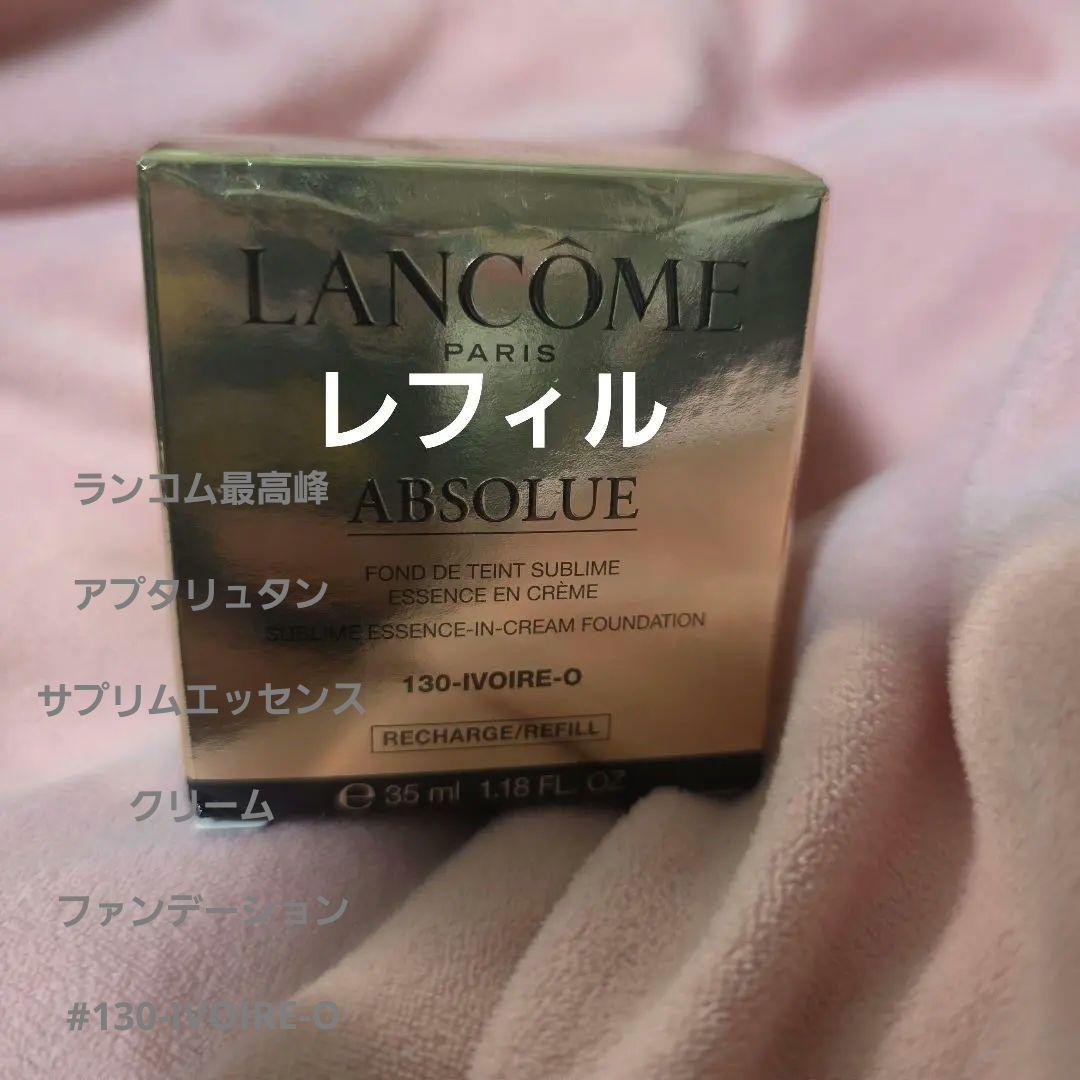 LANCÔME
PARIS
レフィル
ランコム最高峰
ABSOLUE
アプタリュタン
FOND DE TEINT SUBLIME
ESSENCE EN CRÈME
SUBLIME ESSENCE-IN-CREAM FOUNDATION
サプリムエッセンス
130-IVOIRE-O
RECHARGE/REFILL
クリーム
e 35 ml 1.18 FL. OZ
ファンデーション
#130-IVOIRE-O